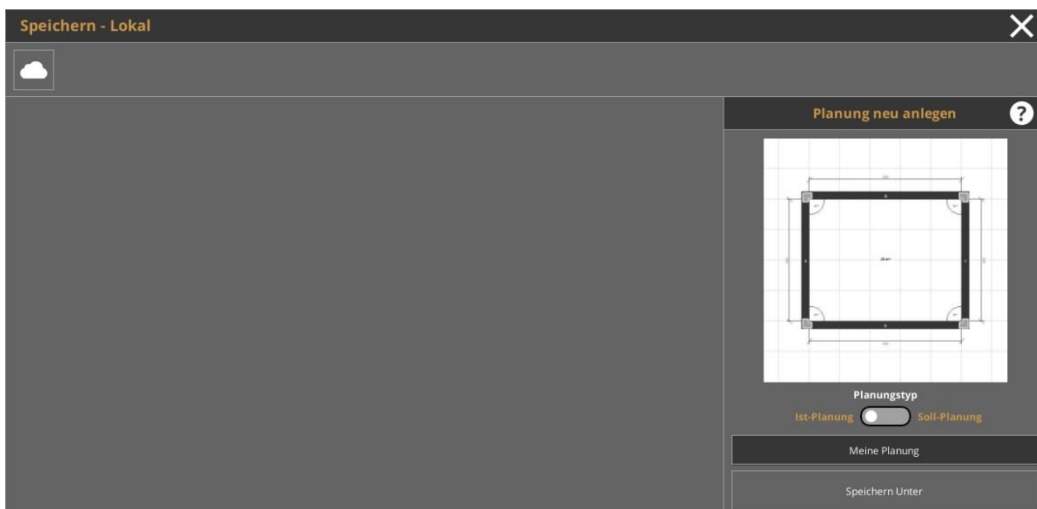 Speichern - Lokal
Planung neu anlegen
?
Planungstyp
Ist-Planung
Soll-Planung
Meine Planung
Speichern Unter